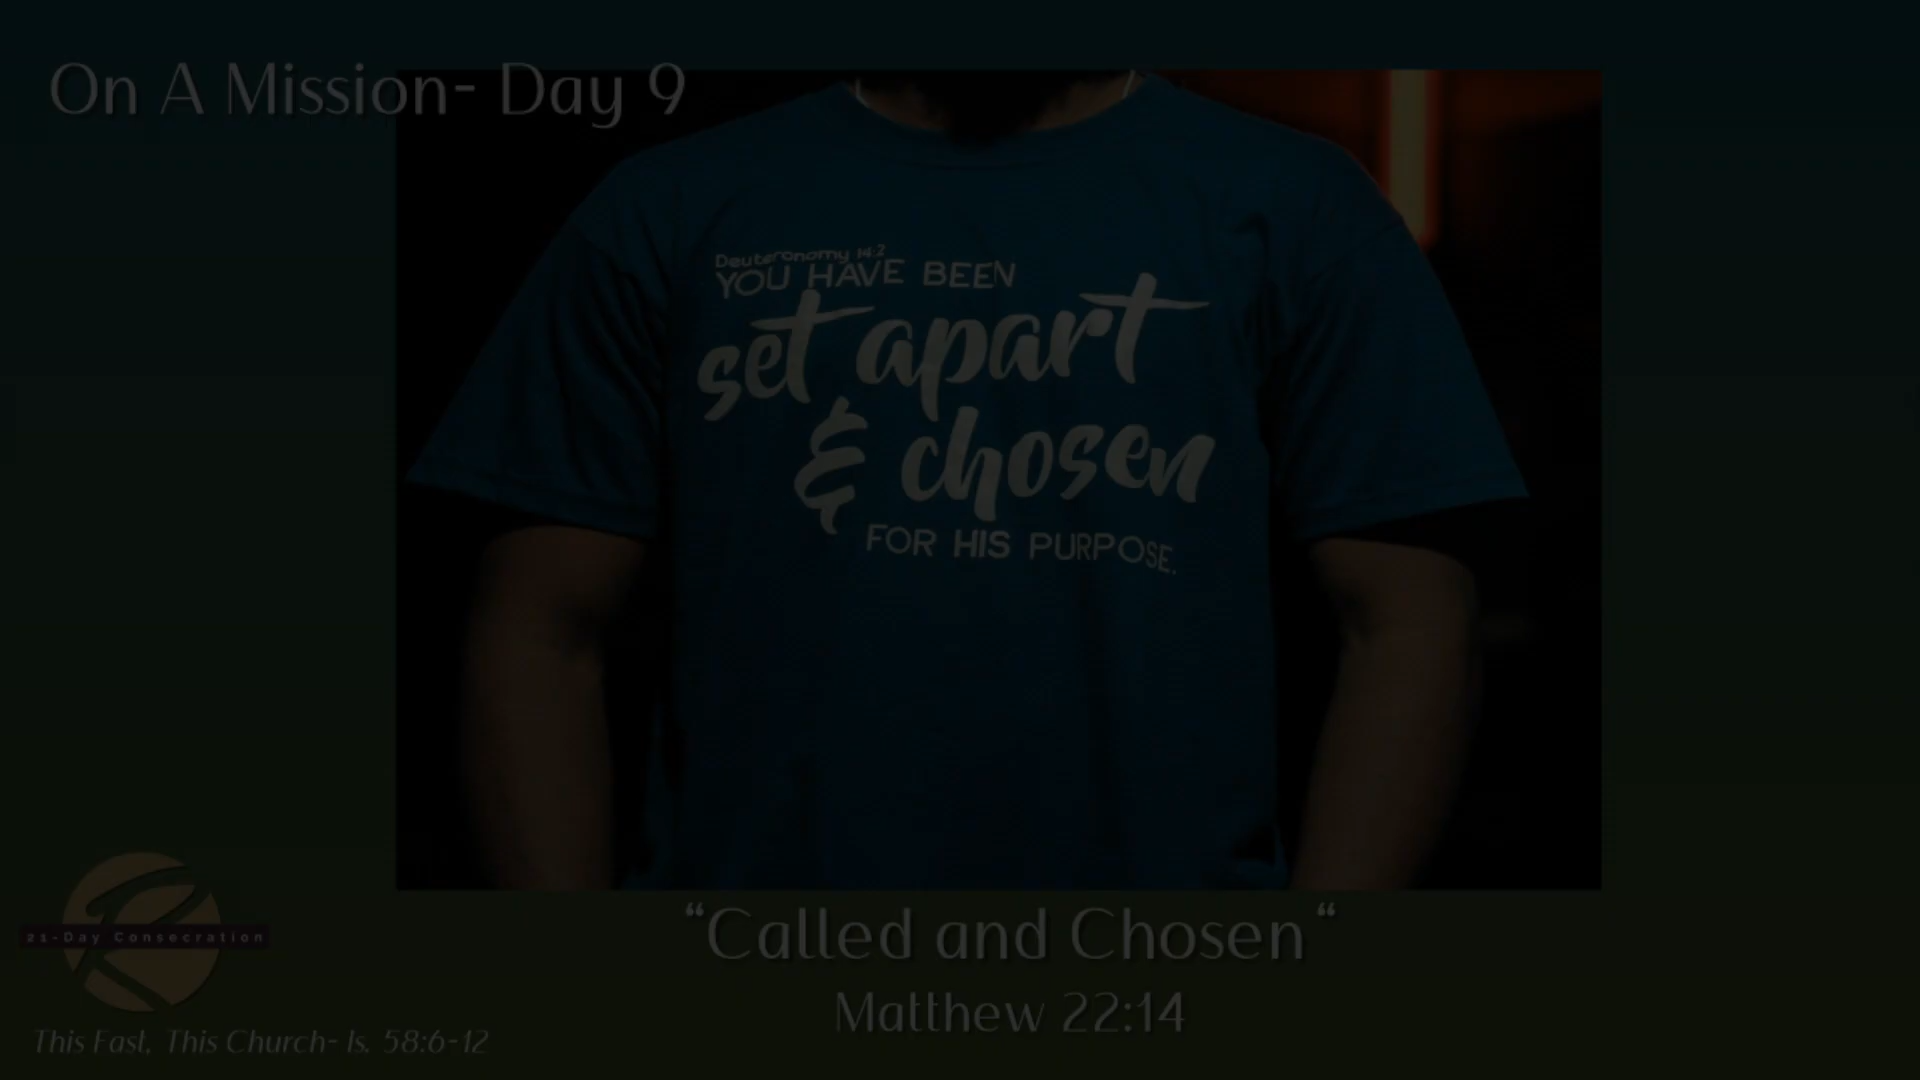 On A Mission- Day 9
Deuteronomy 14:2
YOU HAVE BEEN
set apart
& chosen
FOR HIS PURPOSE.
“Called and Chosen“
Matthew 22:14
21-Day Consecration
This Fast, This Church- Is. 58:6-12